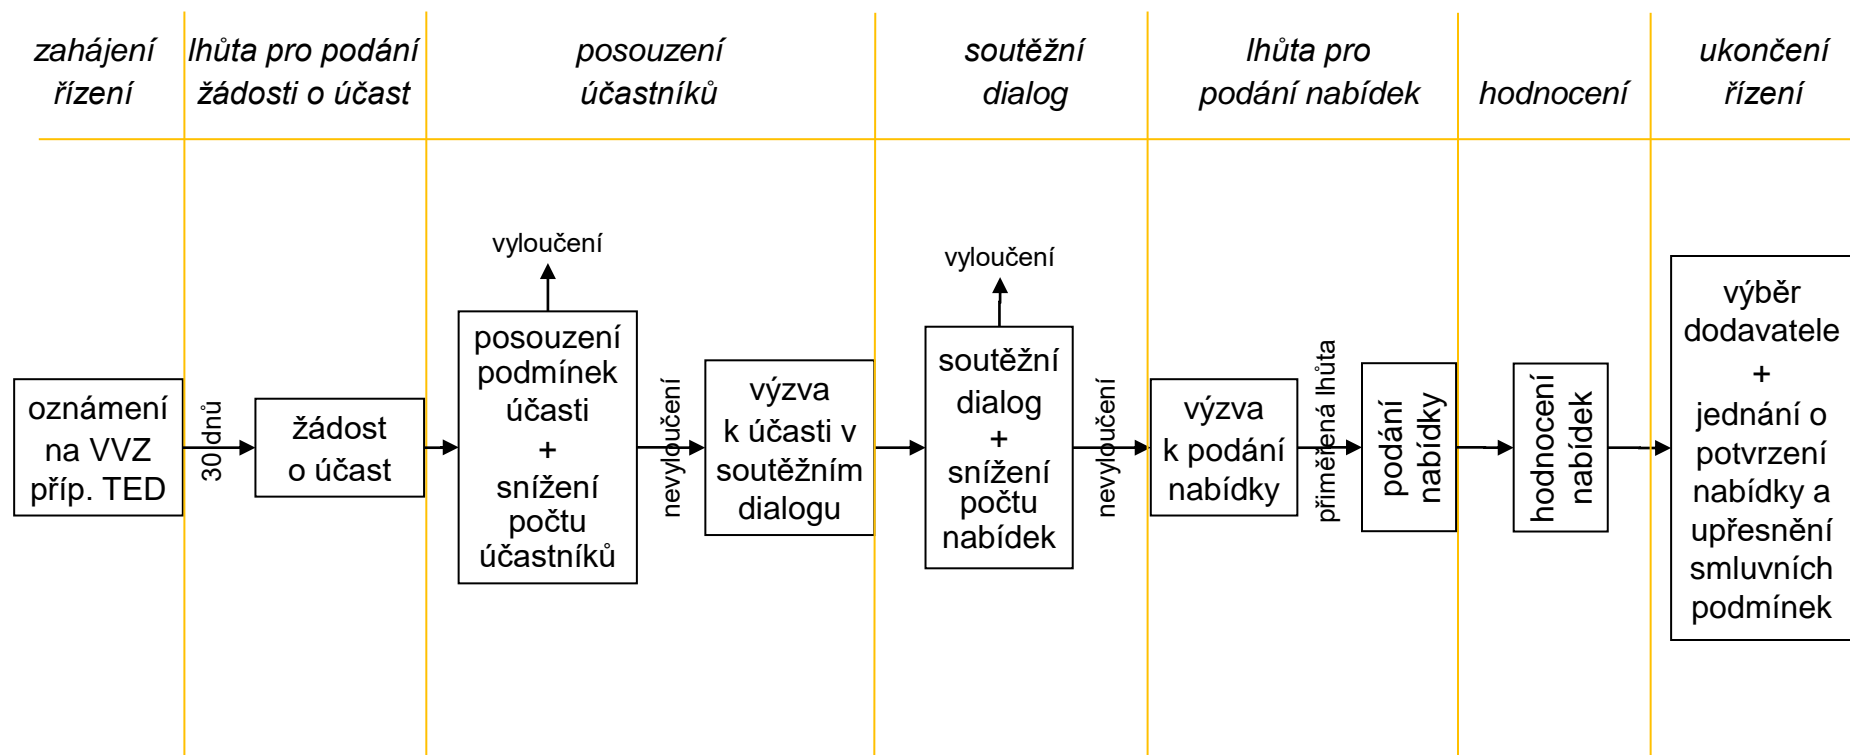 zahájení
řízení
lhůta pro podání
žádosti o účast
posouzení
účastníků
soutěžní
dialog
lhůta pro
podání nabídek
hodnocení
ukončení
řízení
oznámení
na VVZ
příp. TED
30 dnů
žádost
o účast
vyloučení
posouzení
podmínek
účasti
+
snížení
počtu
účastníků
nevyloučení
výzva
k účasti v
soutěžním
dialogu
vyloučení
soutěžní
dialog
+
snížení
počtu
nabídek
nevyloučení
výzva
k podání
nabídky
přiměřená lhůta
podání
nabídky
hodnocení
nabídek
výběr
dodavatele
+
jednání o
potvrzení
nabídky a
upřesnění
smluvních
podmínek